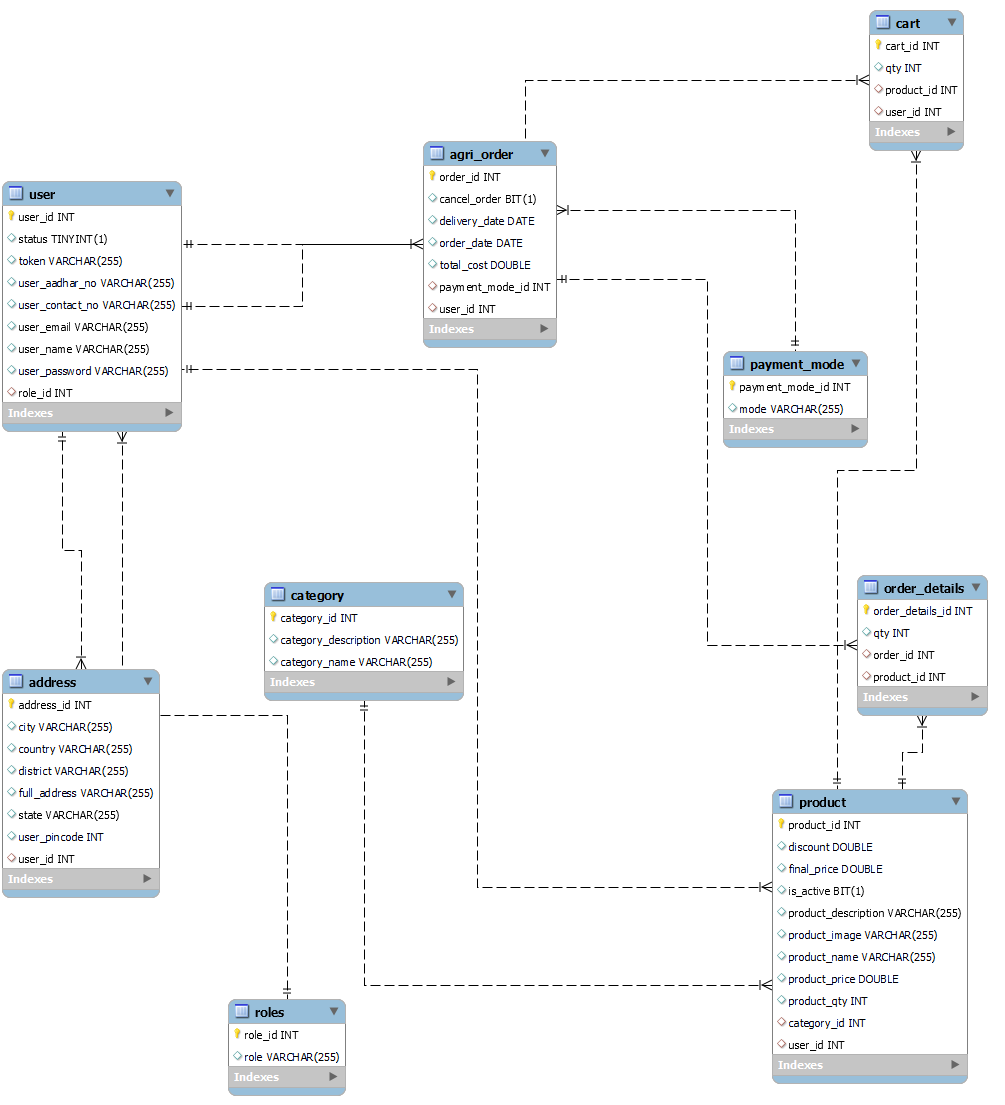 cart
cart_id INT
qty INT
product_id INT
user_id INT
Indexes
agri_order
order_id INT
cancel_order BIT(1)
delivery_date DATE
order_date DATE
total_cost DOUBLE
payment_mode_id INT
user_id INT
Indexes
user
user_id INT
status TINYINT(1)
token VARCHAR(255)
user_aadhar_no VARCHAR(255)
user_contact_no VARCHAR(255)
user_email VARCHAR(255)
user_name VARCHAR(255)
user_password VARCHAR(255)
role_id INT
Indexes
payment_mode
payment_mode_id INT
mode VARCHAR(255)
Indexes
category
category_id INT
category_description VARCHAR(255)
category_name VARCHAR(255)
Indexes
order_details
order_details_id INT
qty INT
order_id INT
product_id INT
Indexes
address
address_id INT
city VARCHAR(255)
country VARCHAR(255)
district VARCHAR(255)
full_address VARCHAR(255)
state VARCHAR(255)
user_pincode INT
user_id INT
Indexes
product
product_id INT
discount DOUBLE
final_price DOUBLE
is_active BIT(1)
product_description VARCHAR(255)
product_image VARCHAR(255)
product_name VARCHAR(255)
product_price DOUBLE
product_qty INT
category_id INT
user_id INT
Indexes
roles
role_id INT
role VARCHAR(255)
Indexes